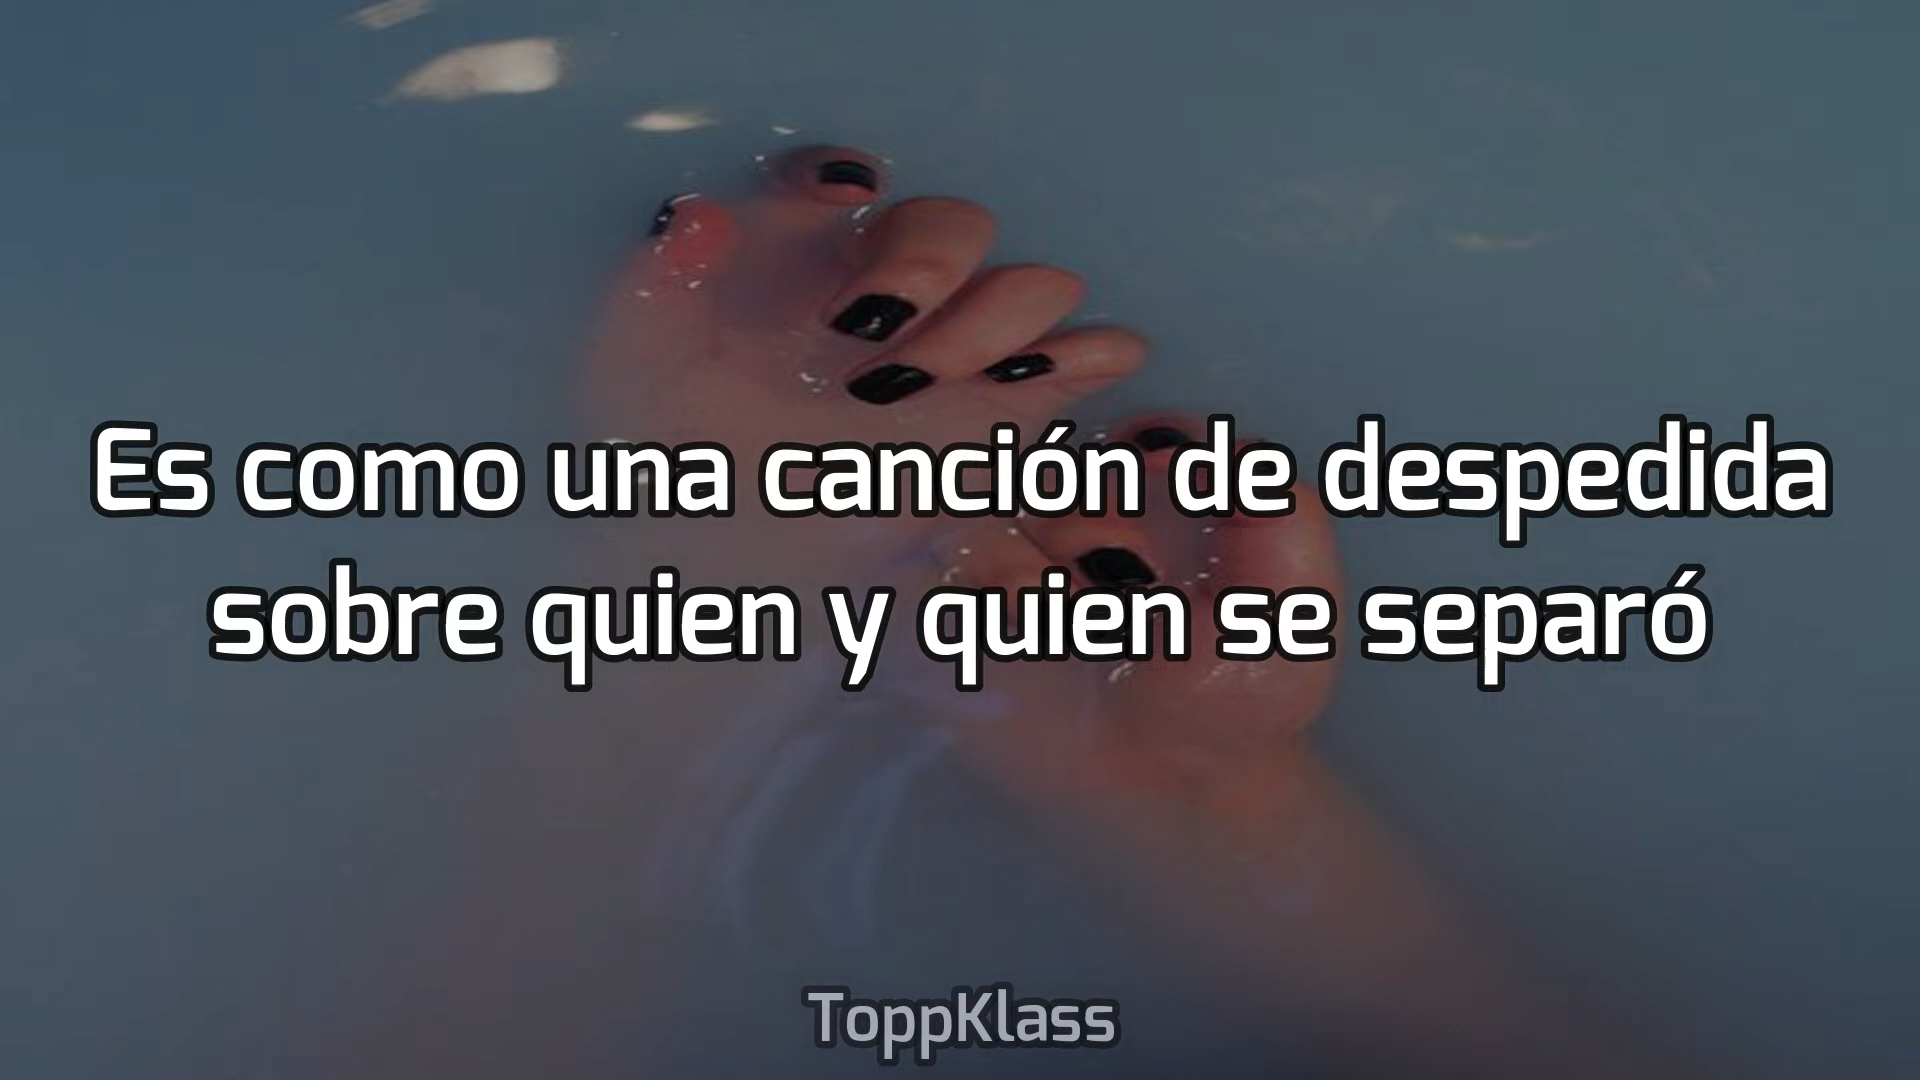 Es como una canción de despedida
sobre quien y quien se separó
ToppKlass